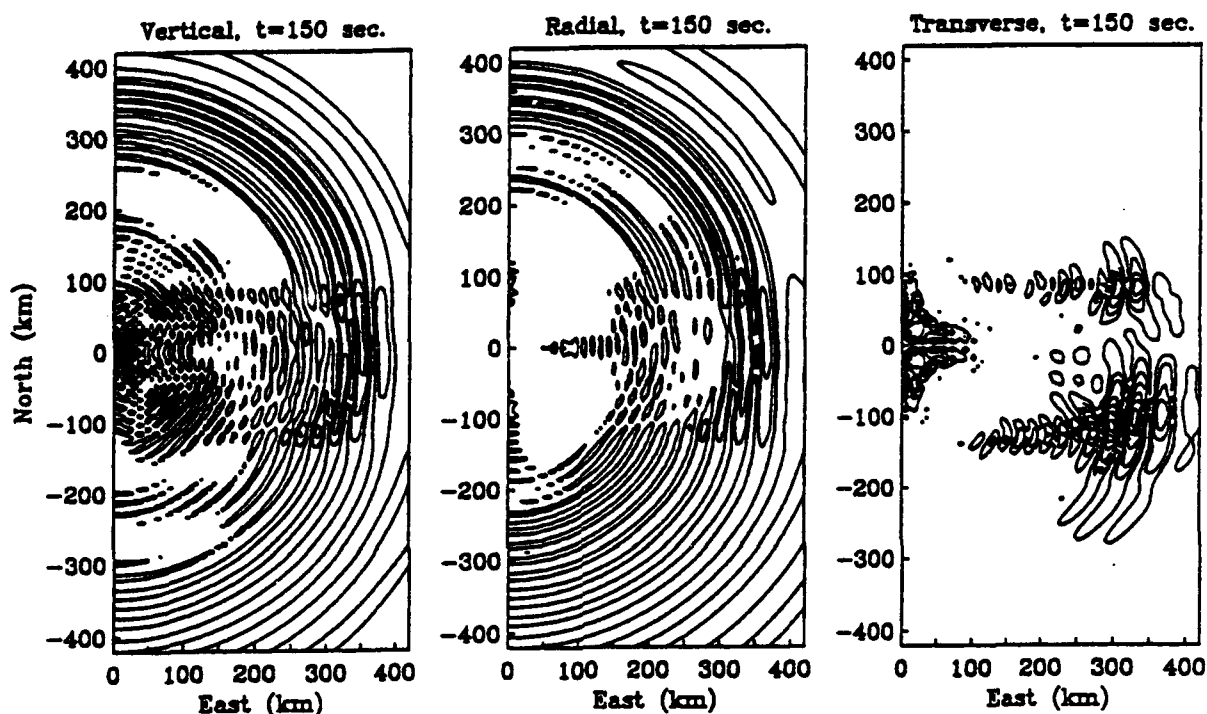 Vertical, t=150 sec.
Radial, t=150 sec.
Transverse, t=150 sec.
North (km)
400
300
200
100
0
-100
-200
-300
-400
0 100 200 300 400
East (km)
400
300
200
100
0
-100
-200
-300
-400
0 100 200 300 400
East (km)
400
300
200
100
0
-100
-200
-300
-400
0 100 200 300 400
East (km)